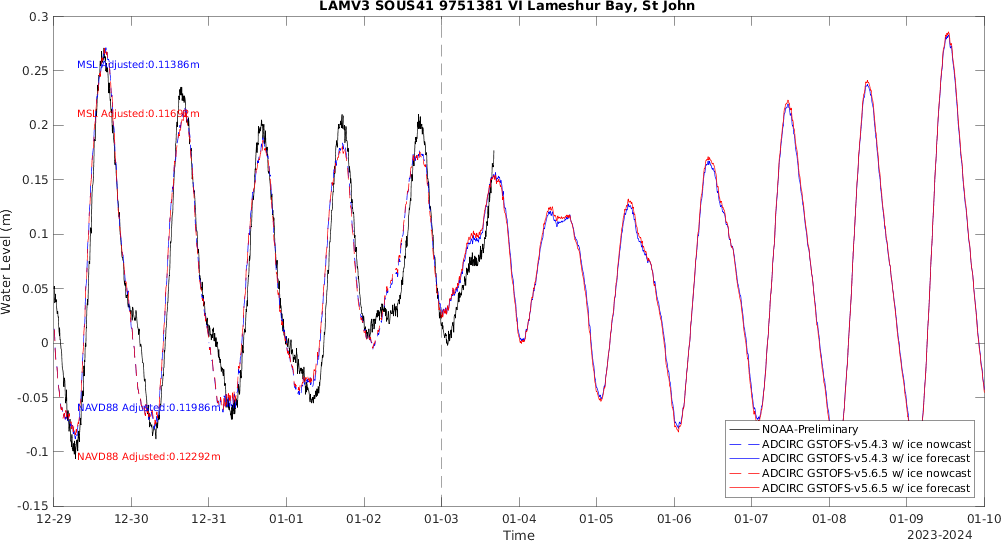 LAMV3 SOUS41 9751381 VI Lameshur Bay, St John
0.3
0.25
0.2
0.15
0.1
0.05
0
-0.05
-0.1
-0.15
Water Level (m)
MSL Adjusted:0.11386m
MSL
NAVD88 Adjusted:0.11986m
NAVD88 Adjusted:0.12292m
NOAA-Preliminary
ADCIRC GSTOFS-v5.4.3 w/ ice nowcast
ADCIRC GSTOFS-v5.4.3 w/ ice forecast
ADCIRC GSTOFS-v5.6.5 w/ ice nowcast
ADCIRC GSTOFS-v5.6.5 w/ ice forecast
12-29 12-30 12-31 01-01 01-02 01-03 01-04 01-05 01-06 01-07 01-08 01-09 01-10
Time
2023-2024